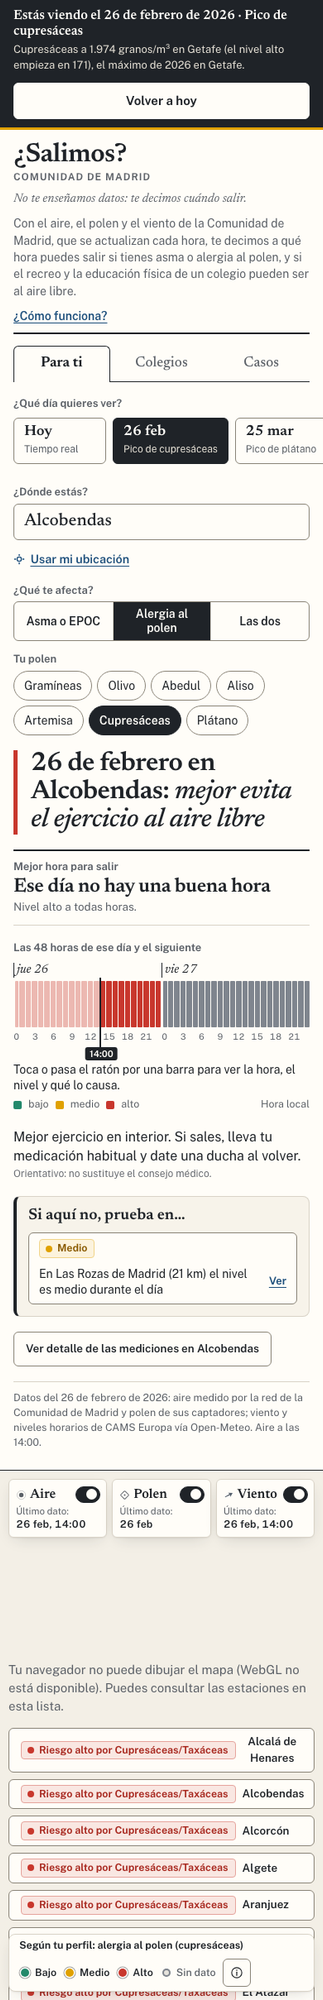 Estás viendo el 26 de febrero de 2026 · Pico de
cupresáceas
Cupresáceas a 1.974 granos/m³ en Getafe (el nivel alto
empieza en 171), el máximo de 2026 en Getafe.
Volver a hoy
¿Salimos?
COMUNIDAD DE MADRID
No te enseñamos datos: te decimos cuándo salir.
Con el aire, el polen y el viento de la Comunidad de
Madrid, que se actualizan cada hora, te decimos a qué
hora puedes salir si tienes asma o alergia al polen, y si
el recreo y la educación física de un colegio pueden ser
al aire libre.
¿Cómo funciona?
Para ti
Colegios
Casos
¿Qué día quieres ver?
Hoy
Tiempo real
26 feb
Pico de cupresáceas
25 mar
Pico de plátano
¿Dónde estás?
Alcobendas
Usar mi ubicación
¿Qué te afecta?
Asma o EPOC
Alergia al
polen
Las dos
Tu polen
Gramíneas
Olivo
Abedul
Aliso
Artemisa
Cupresáceas
Plátano
26 de febrero en
Alcobendas: mejor evita
el ejercicio al aire libre
Mejor hora para salir
Ese día no hay una buena hora
Nivel alto a todas horas.
Las 48 horas de ese día y el siguiente
jue 26
vie 27
0 3 6 9 12 15 18 21 0 3 6 9 12 15 18 21
14:00
Toca o pasa el ratón por una barra para ver la hora, el
nivel y qué lo causa.
bajo medio alto
Hora local
Mejor ejercicio en interior. Si sales, lleva tu
medicación habitual y date una ducha al volver.
Orientativo: no sustituye el consejo médico.
Si aquí no, prueba en...
Medio
En Las Rozas de Madrid (21 km) el nivel
es medio durante el día
Ver
Ver detalle de las mediciones en Alcobendas
Datos del 26 de febrero de 2026: aire medido por la red de la
Comunidad de Madrid y polen de sus captadores; viento y
niveles horarios de CAMS Europa vía Open-Meteo. Aire a las
14:00.
Aire
Último dato:
26 feb, 14:00
Polen
Último dato:
26 feb
Viento
Último dato:
26 feb, 14:00
Tu navegador no puede dibujar el mapa (WebGL no
está disponible). Puedes consultar las estaciones en
esta lista.
Riesgo alto por Cupresáceas/Taxáceas
Alcalá de
Henares
Riesgo alto por Cupresáceas/Taxáceas
Alcobendas
Riesgo alto por Cupresáceas/Taxáceas
Alcorcón
Riesgo alto por Cupresáceas/Taxáceas
Algete
Riesgo alto por Cupresáceas/Taxáceas
Aranjuez
Según tu perfil: alergia al polen (cupresáceas)
Bajo Medio Alto Sin dato
Riesgo alto por Cupresáceas/Taxáceas
El Atazar